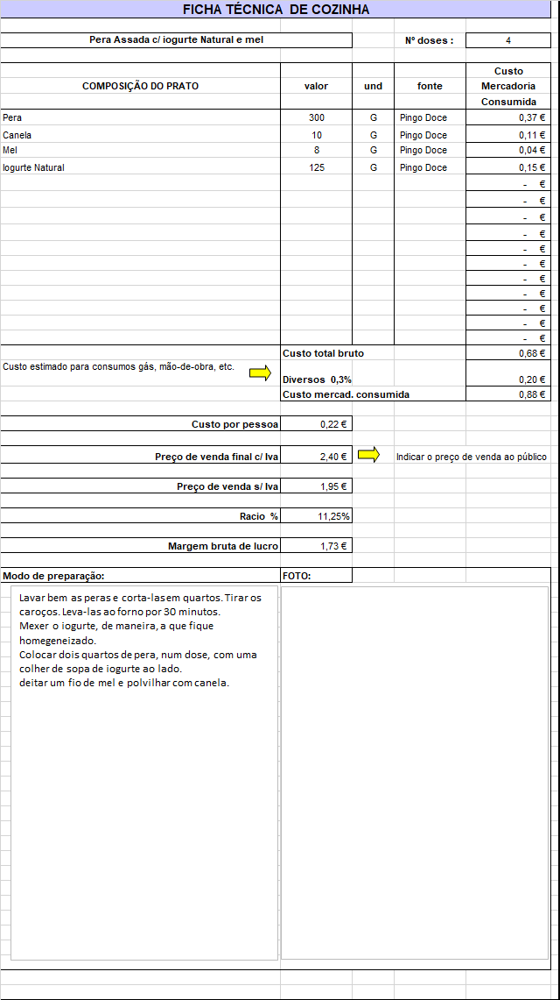 FICHA TÉCNICA DE COZINHA
Pera Assada c/ iogurte Natural e mel
Nº doses : 4
Custo
COMPOSIÇÃO DO PRATO valor und fonte Mercadoria
Consumida
Pera 300 G Pingo Doce 0,37 €
Canela 10 G Pingo Doce 0,11 €
Mel 8 G Pingo Doce 0,04 €
Iogurte Natural 125 G Pingo Doce 0,15 €
- €
- €
- €
- €
- €
- €
- €
- €
- €
- €
- €
Custo total bruto 0,68 €
Custo estimado para consumos gás, mão-de-obra, etc.
Diversos 0,3% 0,20 €
Custo mercad. consumida 0,88 €
Custo por pessoa 0,22 €
Preço de venda final c/ Iva 2,40 € Indicar o preço de venda ao público
Preço de venda s/ Iva 1,95 €
Racio % 11,25%
Margem bruta de lucro 1,73 €
Modo de preparação: FOTO:
Lavar bem as peras e corta-las em quartos. Tirar os
caroços. Leva-las ao forno por 30 minutos.
Mexer o iogurte, de maneira, a que fique
homegeneizado.
Colocar dois quartos de pera, num dose, com uma
colher de sopa de iogurte ao lado.
deitar um fio de mel e polvilhar com canela.